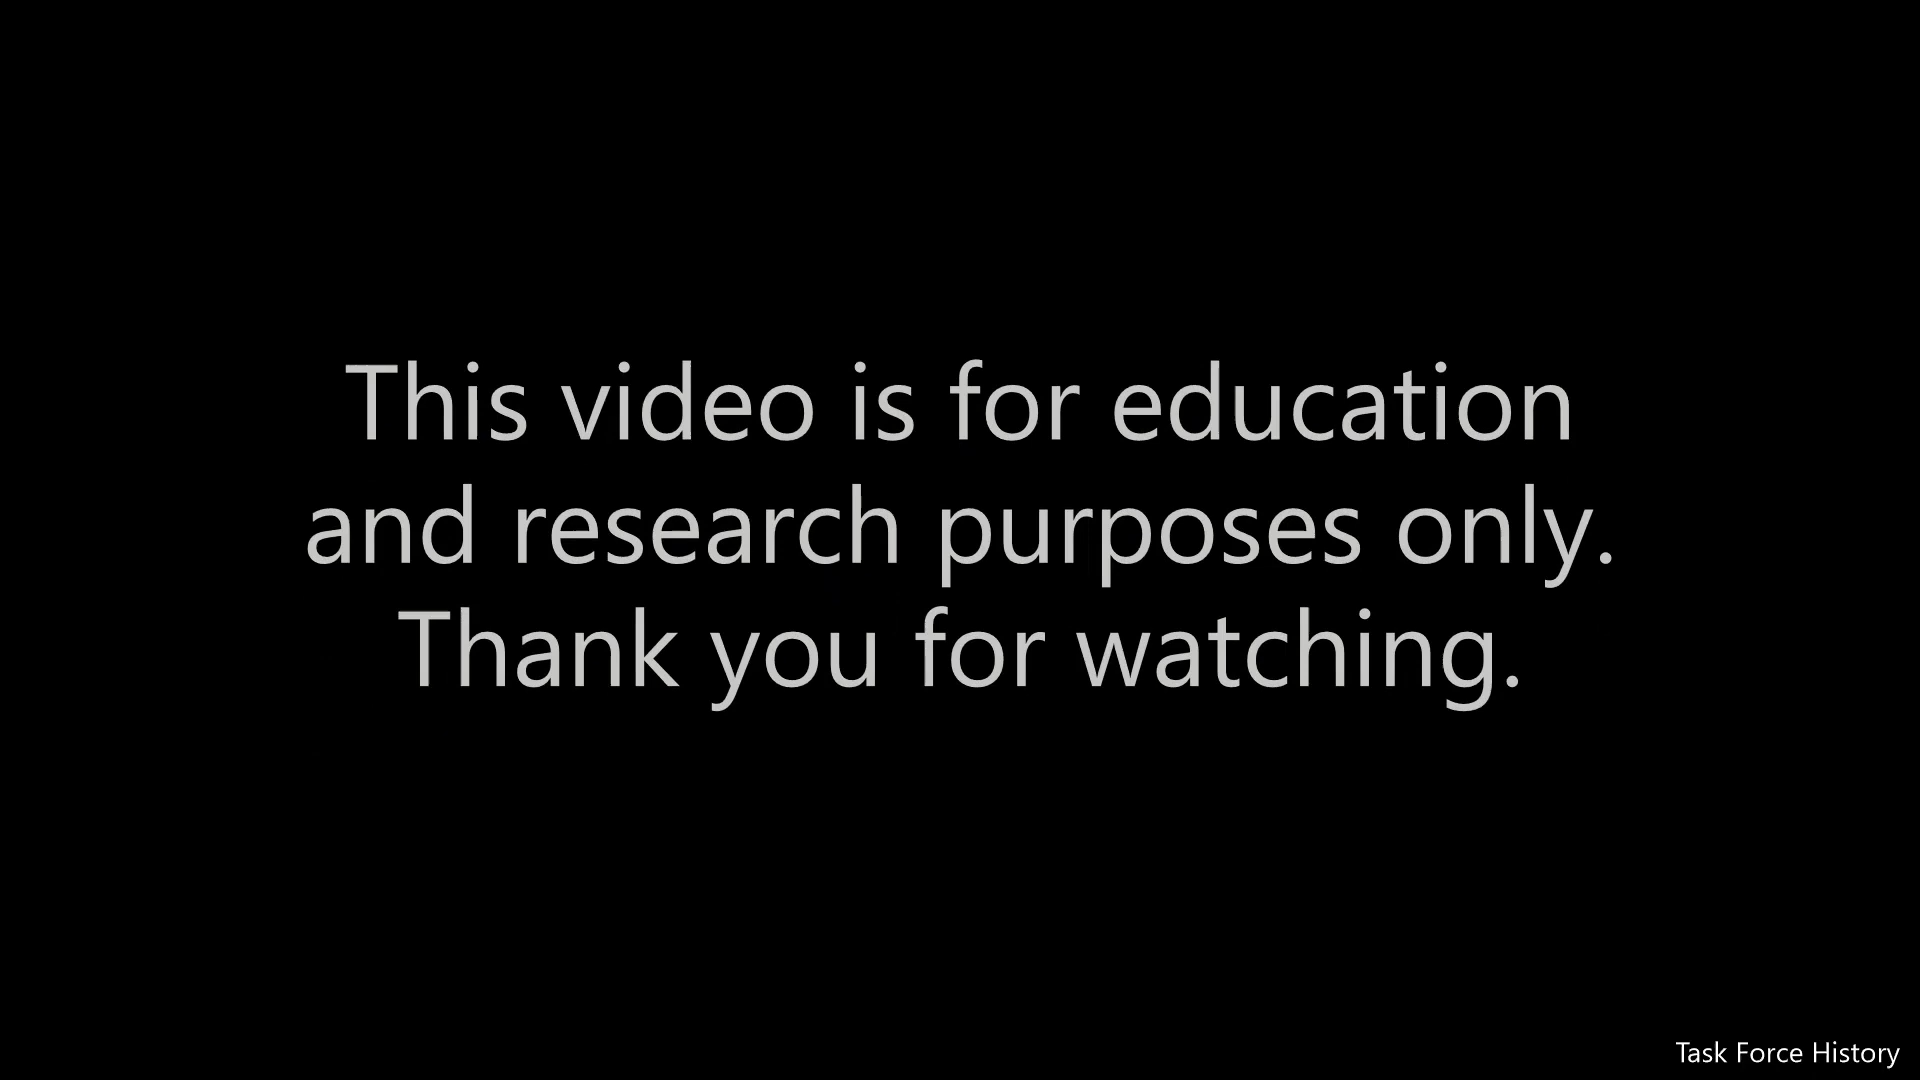 This video is for education
and research purposes only.
Thank you for watching.
Task Force History